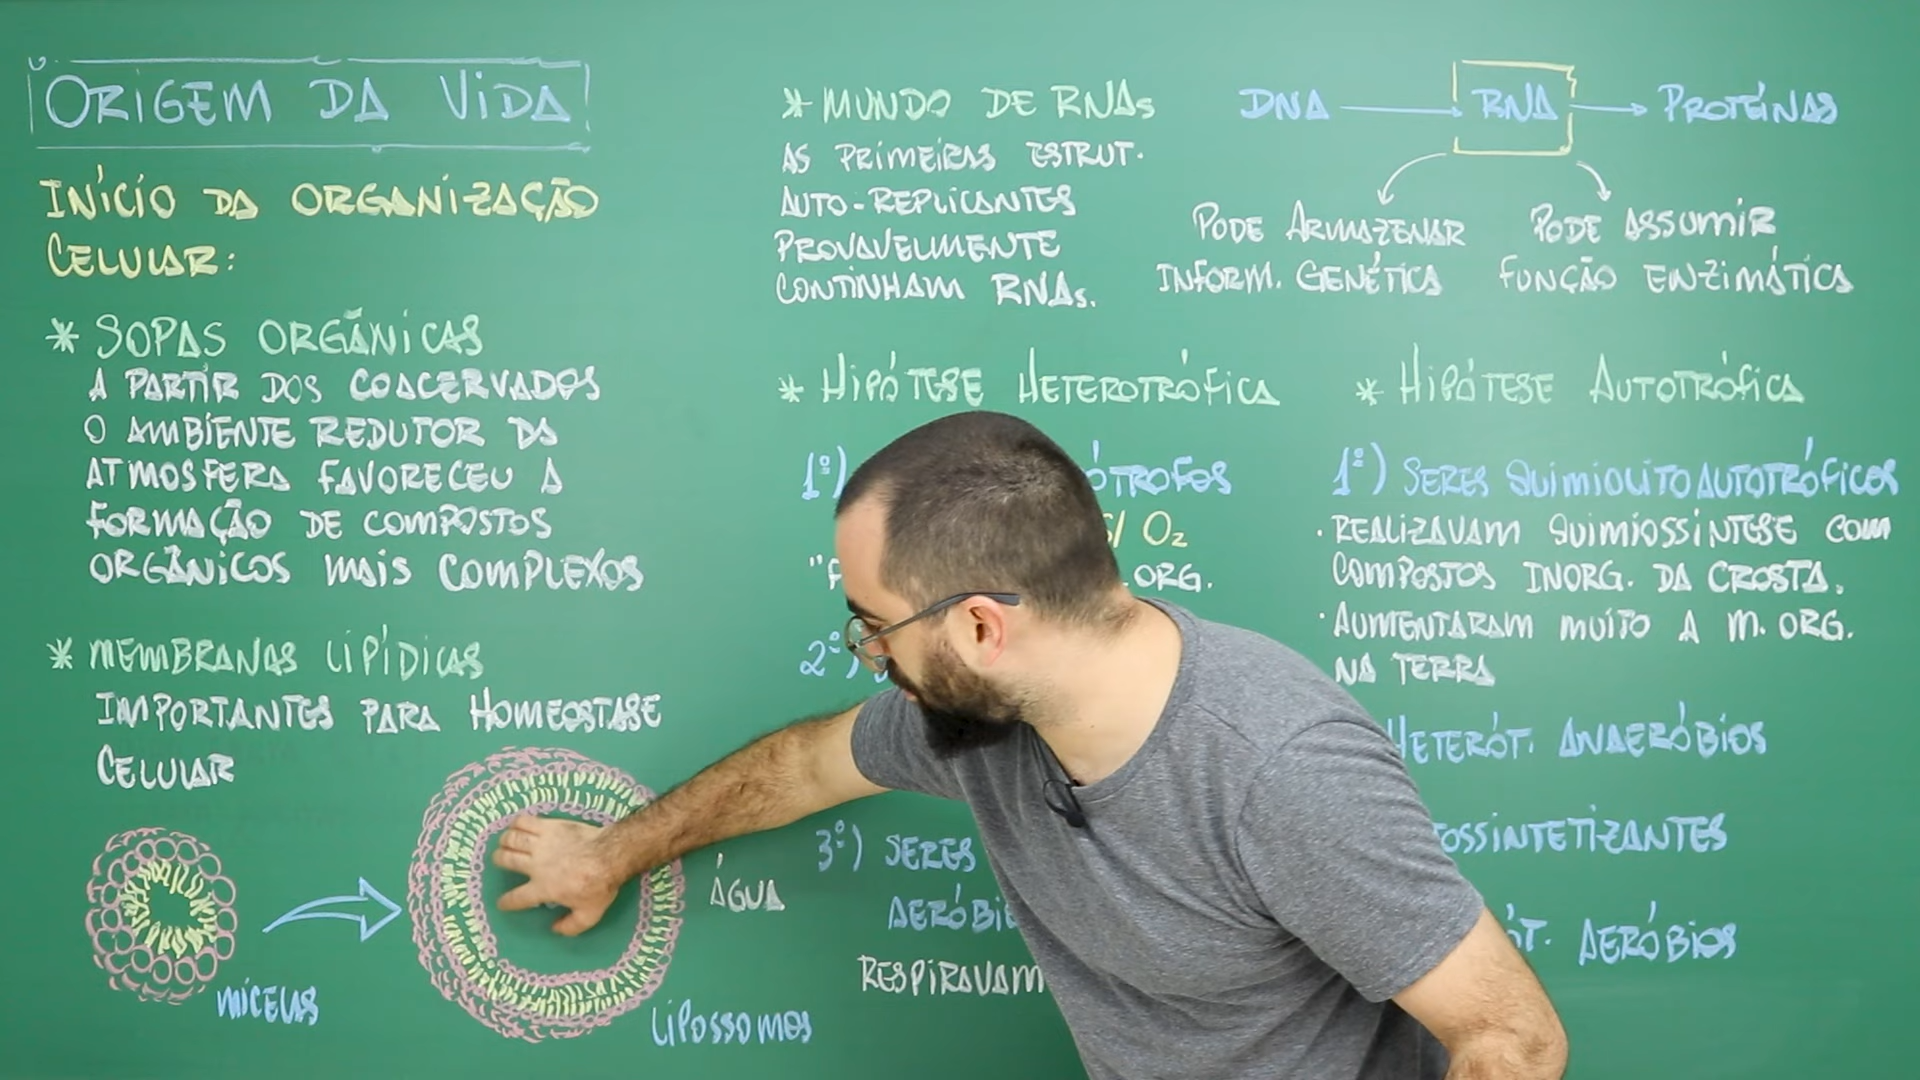 ORIGEM DA VIDA
INÍCIO DA ORGANIZAÇÃO
CELULAR:
* SOPAS ORGÂNICAS
A PARTIR DOS COACERVADOS
O AMBIENTE REDUTOR DA
ATMOSFERA FAVORECEU A
FORMAÇÃO DE COMPOSTOS
ORGÂNICOS MAIS COMPLEXOS
* MEMBRANAS LIPÍDICAS
IMPORTANTES PARA HOMEOSTASE
CELULAR
MICELAS
ÁGUA
LIPOSSOMOS
* MUNDO DE RNAs
AS PRIMEIRAS ESTRUT.
AUTO-REPLICANTES
PROVAVELMENTE
CONTINHAM RNAs.
DNA → RNA → PROTEÍNAS
PODE ARMAZENAR
INFORM. GENÉTICA
PODE ASSUMIR
FUNÇÃO ENZIMÁTICA
* HIPÓTESE HETEROTRÓFICA
1º) ÓTROFOS
S/ O₂
ORG.
2º)
3º) SERES
AERÓBI
RESPIRAVAM
* HIPÓTESE AUTOTRÓFICA
1º) SERES QUIMIOLITOAUTOTRÓFICOS
· REALIZAVAM QUIMIOSSÍNTESE COM
COMPOSTOS INORG. DA CROSTA.
· AUMENTARAM MUITO A M. ORG.
NA TERRA
HETERÓT. ANAERÓBIOS
OSSINTETIZANTES
ÓT. AERÓBIOS